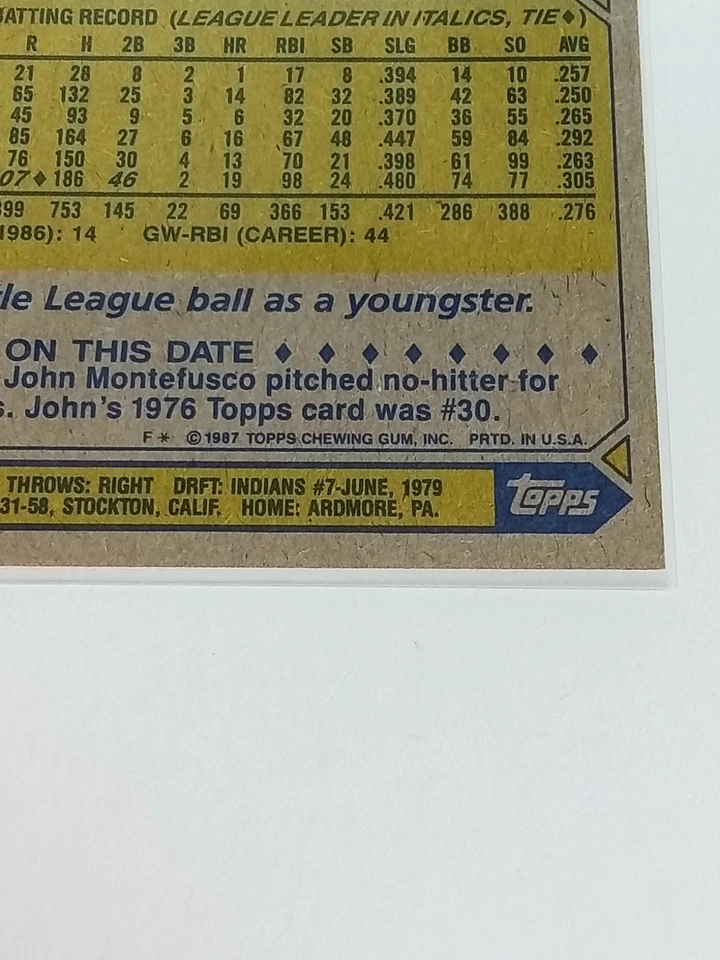 ATTING RECORD (LEAGUE LEADER IN ITALICS, TIE♦)
R H 2B 3B HR RBI SB SLG BB SO AVG
21 28 8 2 1 17 8 .394 14 10 .257
65 132 25 3 14 82 32 .389 42 63 .250
45 93 9 5 6 32 20 .370 36 55 .265
85 164 27 6 16 67 48 .447 59 84 .292
76 150 30 4 13 70 21 .398 61 99 .263
07♦ 186 46 2 19 98 24 .480 74 77 .305
399 753 145 22 69 366 153 .421 286 388 .276
1986): 14 GW-RBI (CAREER): 44
le League ball as a youngster.
ON THIS DATE ♦ ♦ ♦ ♦ ♦ ♦ ♦ ♦
John Montefusco pitched no-hitter for
s. John's 1976 Topps card was #30.
F* ©1987 TOPPS CHEWING GUM, INC. PRTD. IN U.S.A.
THROWS: RIGHT DRFT: INDIANS #7-JUNE, 1979
31-58, STOCKTON, CALIF. HOME: ARDMORE, PA.
topps